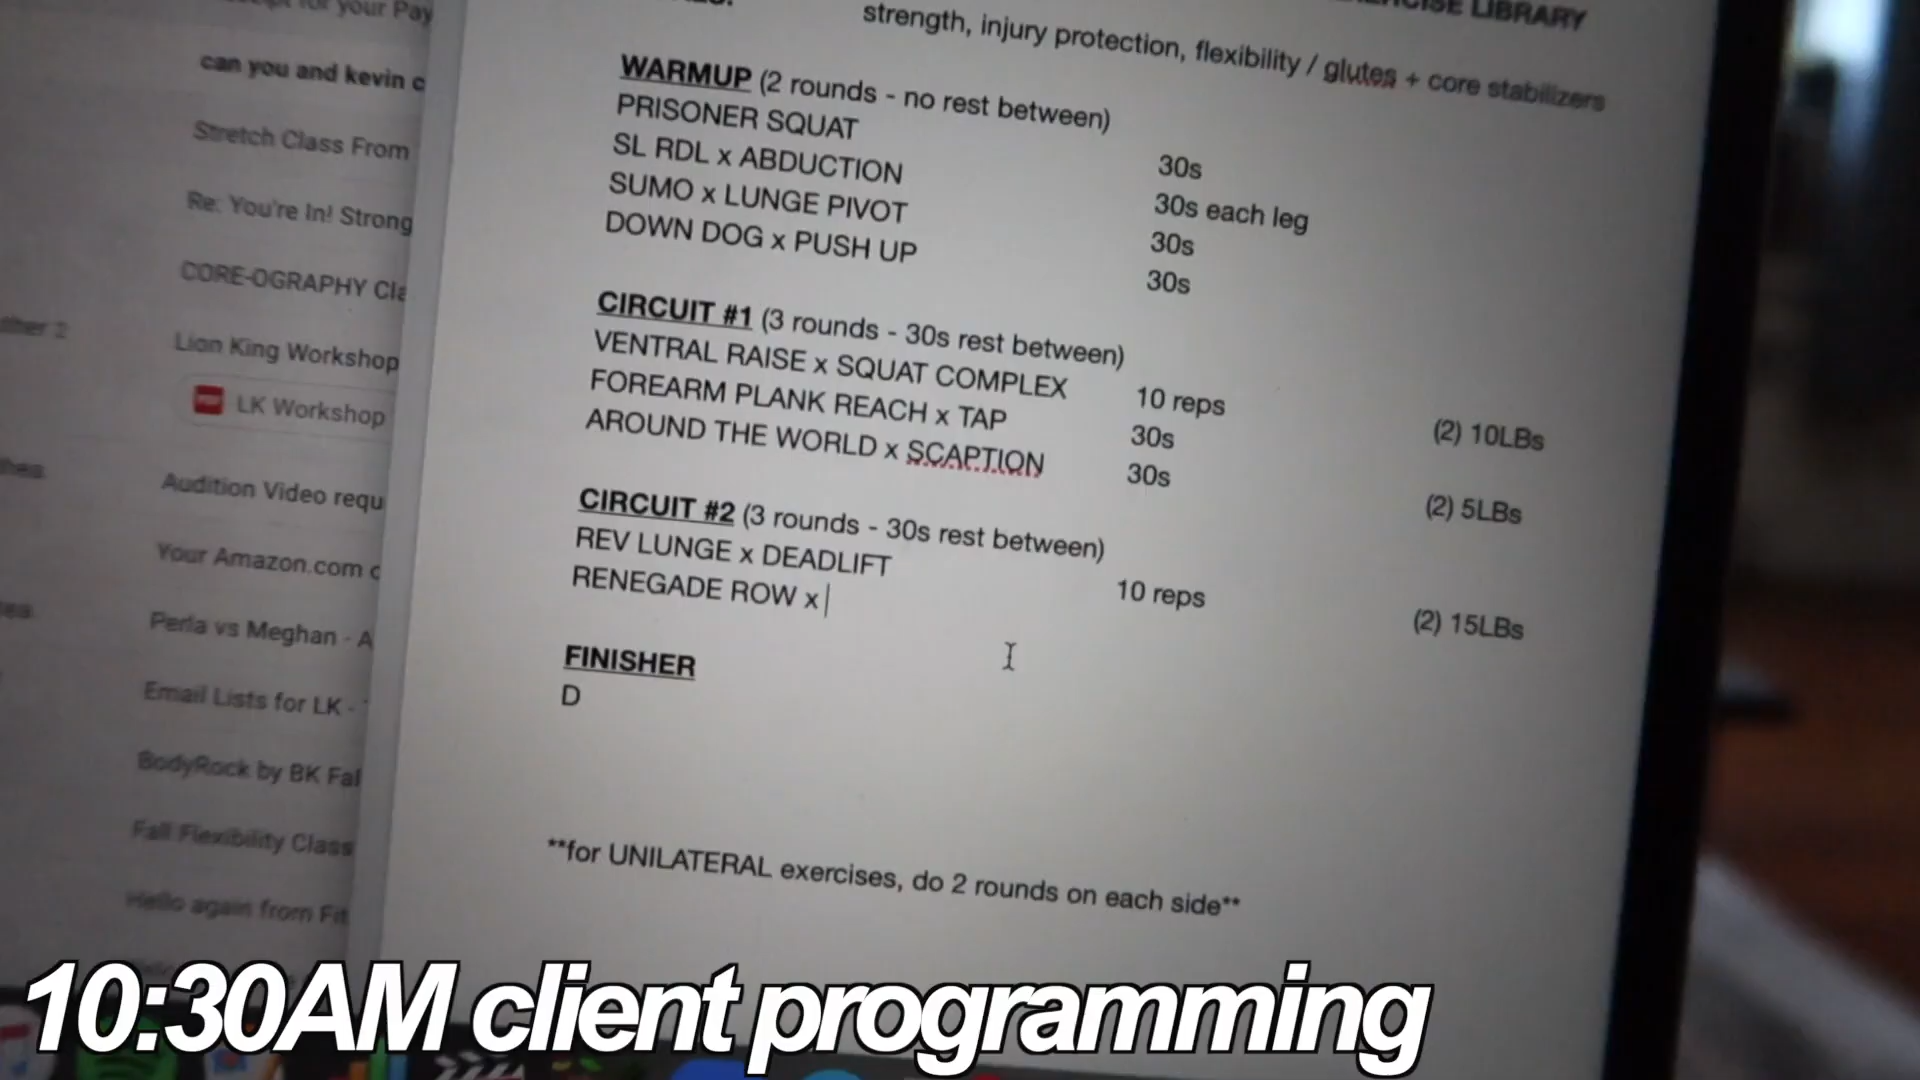 for your Pay
can you and kevin c
Stretch Class From
Re: You're In! Strong
CORE-OGRAPHY Cla
Lion King Workshop
PDF LK Workshop
Audition Video requ
Your Amazon.com
Perla vs Meghan - A
Email Lists for LK -
BodyRock by BK Fal
Fall Flexibility Class
Hello again from Fit
LIBRARY
strength, injury protection, flexibility / glutes + core stabilizers
WARMUP (2 rounds - no rest between)
PRISONER SQUAT 30s
SL RDL x ABDUCTION 30s each leg
SUMO x LUNGE PIVOT 30s
DOWN DOG x PUSH UP 30s
CIRCUIT #1 (3 rounds - 30s rest between)
VENTRAL RAISE x SQUAT COMPLEX 10 reps (2) 10LBs
FOREARM PLANK REACH x TAP 30s
AROUND THE WORLD x SCAPTION 30s (2) 5LBs
CIRCUIT #2 (3 rounds - 30s rest between)
REV LUNGE x DEADLIFT 10 reps (2) 15LBs
RENEGADE ROW x
FINISHER
D
**for UNILATERAL exercises, do 2 rounds on each side**
10:30AM client programming